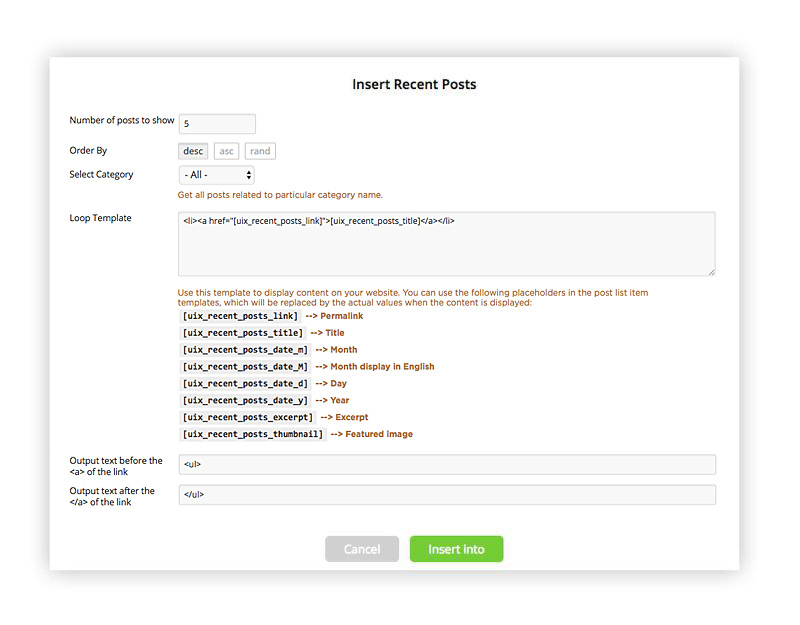 Insert Recent Posts
Number of posts to show 5
Order By desc asc rand
Select Category - All -
Get all posts related to particular category name.
Loop Template <li><a href="[uix_recent_posts_link]">[uix_recent_posts_title]</a></li>
Use this template to display content on your website. You can use the following placeholders in the post list item
templates, which will be replaced by the actual values when the content is displayed:
[uix_recent_posts_link] --> Permalink
[uix_recent_posts_title] --> Title
[uix_recent_posts_date_m] --> Month
[uix_recent_posts_date_M] --> Month display in English
[uix_recent_posts_date_d] --> Day
[uix_recent_posts_date_y] --> Year
[uix_recent_posts_excerpt] --> Excerpt
[uix_recent_posts_thumbnail] --> Featured image
Output text before the
<a> of the link
<ul>
Output text after the
</a> of the link
</ul>
Cancel Insert into